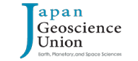 Japan
Geoscience
Union
Earth, Planetary and Space Sciences